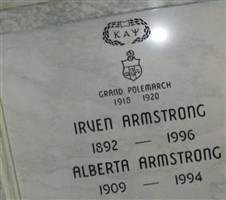 ΚΑΨ
GRAND POLEMARCH
1918 1920
IRVEN ARMSTRONG
1892 — 1996
ALBERTA ARMSTRONG
1909 — 1994